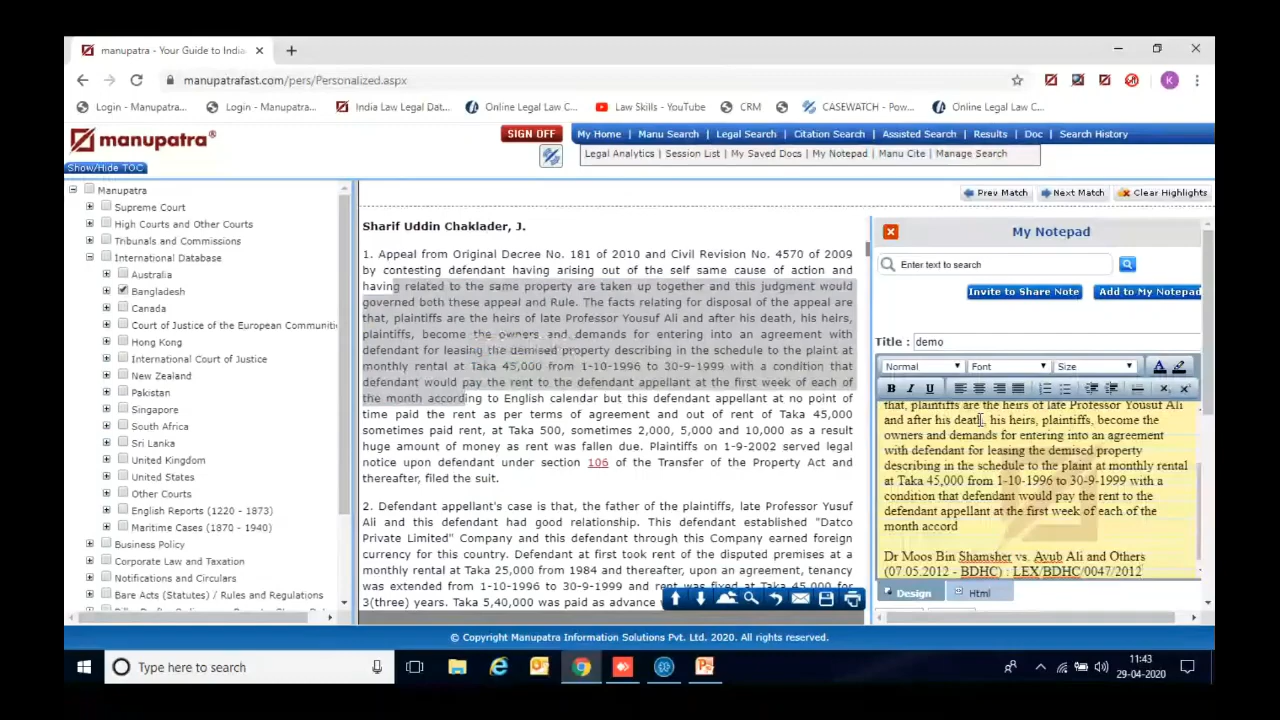 manupatra - Your Guide to India
manupatrafast.com/pers/Personalized.aspx
K
Login - Manupatra...
Login - Manupatra...
India Law Legal Dat...
Online Legal Law C...
Law Skills - YouTube
CRM
CASEWATCH - Pow...
Online Legal Law C...
manupatra®
SIGN OFF
My Home | Manu Search | Legal Search | Citation Search | Assisted Search | Results | Doc | Search History
Legal Analytics | Session List | My Saved Docs | My Notepad | Manu Cite | Manage Search
Show/Hide TOC
Manupatra
Supreme Court
High Courts and Other Courts
Tribunals and Commissions
International Database
Australia
Bangladesh
Canada
Court of Justice of the European Communiti
Hong Kong
International Court of Justice
New Zealand
Pakistan
Singapore
South Africa
Sri Lanka
United Kingdom
United States
Other Courts
English Reports (1220 - 1873)
Maritime Cases (1870 - 1940)
Business Policy
Corporate Law and Taxation
Notifications and Circulars
Bare Acts (Statutes) / Rules and Regulations
Prev Match
Next Match
Clear Highlights
Sharif Uddin Chaklader, J.
1. Appeal from Original Decree No. 181 of 2010 and Civil Revision No. 4570 of 2009
by contesting defendant having arising out of the self same cause of action and
having related to the same property are taken up together and this judgment would
governed both these appeal and Rule. The facts relating for disposal of the appeal are
that, plaintiffs are the heirs of late Professor Yousuf Ali and after his death, his heirs,
plaintiffs, become the owners and demands for entering into an agreement with
defendant for leasing the demised property describing in the schedule to the plaint at
monthly rental at Taka 45,000 from 1-10-1996 to 30-9-1999 with a condition that
defendant would pay the rent to the defendant appellant at the first week of each of
the month according to English calendar but this defendant appellant at no point of
time paid the rent as per terms of agreement and out of rent of Taka 45,000
sometimes paid rent, at Taka 500, sometimes 2,000, 5,000 and 10,000 as a result
huge amount of money as rent was fallen due. Plaintiffs on 1-9-2002 served legal
notice upon defendant under section 106 of the Transfer of the Property Act and
thereafter, filed the suit.
2. Defendant appellant's case is that, the father of the plaintiffs, late Professor Yusuf
Ali and this defendant had good relationship. This defendant established "Datco
Private Limited" Company and this defendant through this Company earned foreign
currency for this country. Defendant at first took rent of the disputed premises at a
monthly rental at Taka 25,000 from 1984 and thereafter, upon an agreement, tenancy
was extended from 1-10-1996 to 30-9-1999 and rent was fixed at Taka 45,000 for
3(three) years. Taka 5,40,000 was paid as advance
My Notepad
Enter text to search
Invite to Share Note
Add to My Notepad
Title : demo
Normal
Font
Size
A
B I U
that, plaintiffs are the heirs of late Professor Yousuf Ali
and after his death, his heirs, plaintiffs, become the
owners and demands for entering into an agreement
with defendant for leasing the demised property
describing in the schedule to the plaint at monthly rental
at Taka 45,000 from 1-10-1996 to 30-9-1999 with a
condition that defendant would pay the rent to the
defendant appellant at the first week of each of the
month accord
Dr Moos Bin Shamsher vs. Ayub Ali and Others
(07.05.2012 - BDHC) : LEX/BDHC/0047/2012
Design
Html
© Copyright Manupatra Information Solutions Pvt. Ltd. 2020. All rights reserved.
Type here to search
11:43
29-04-2020